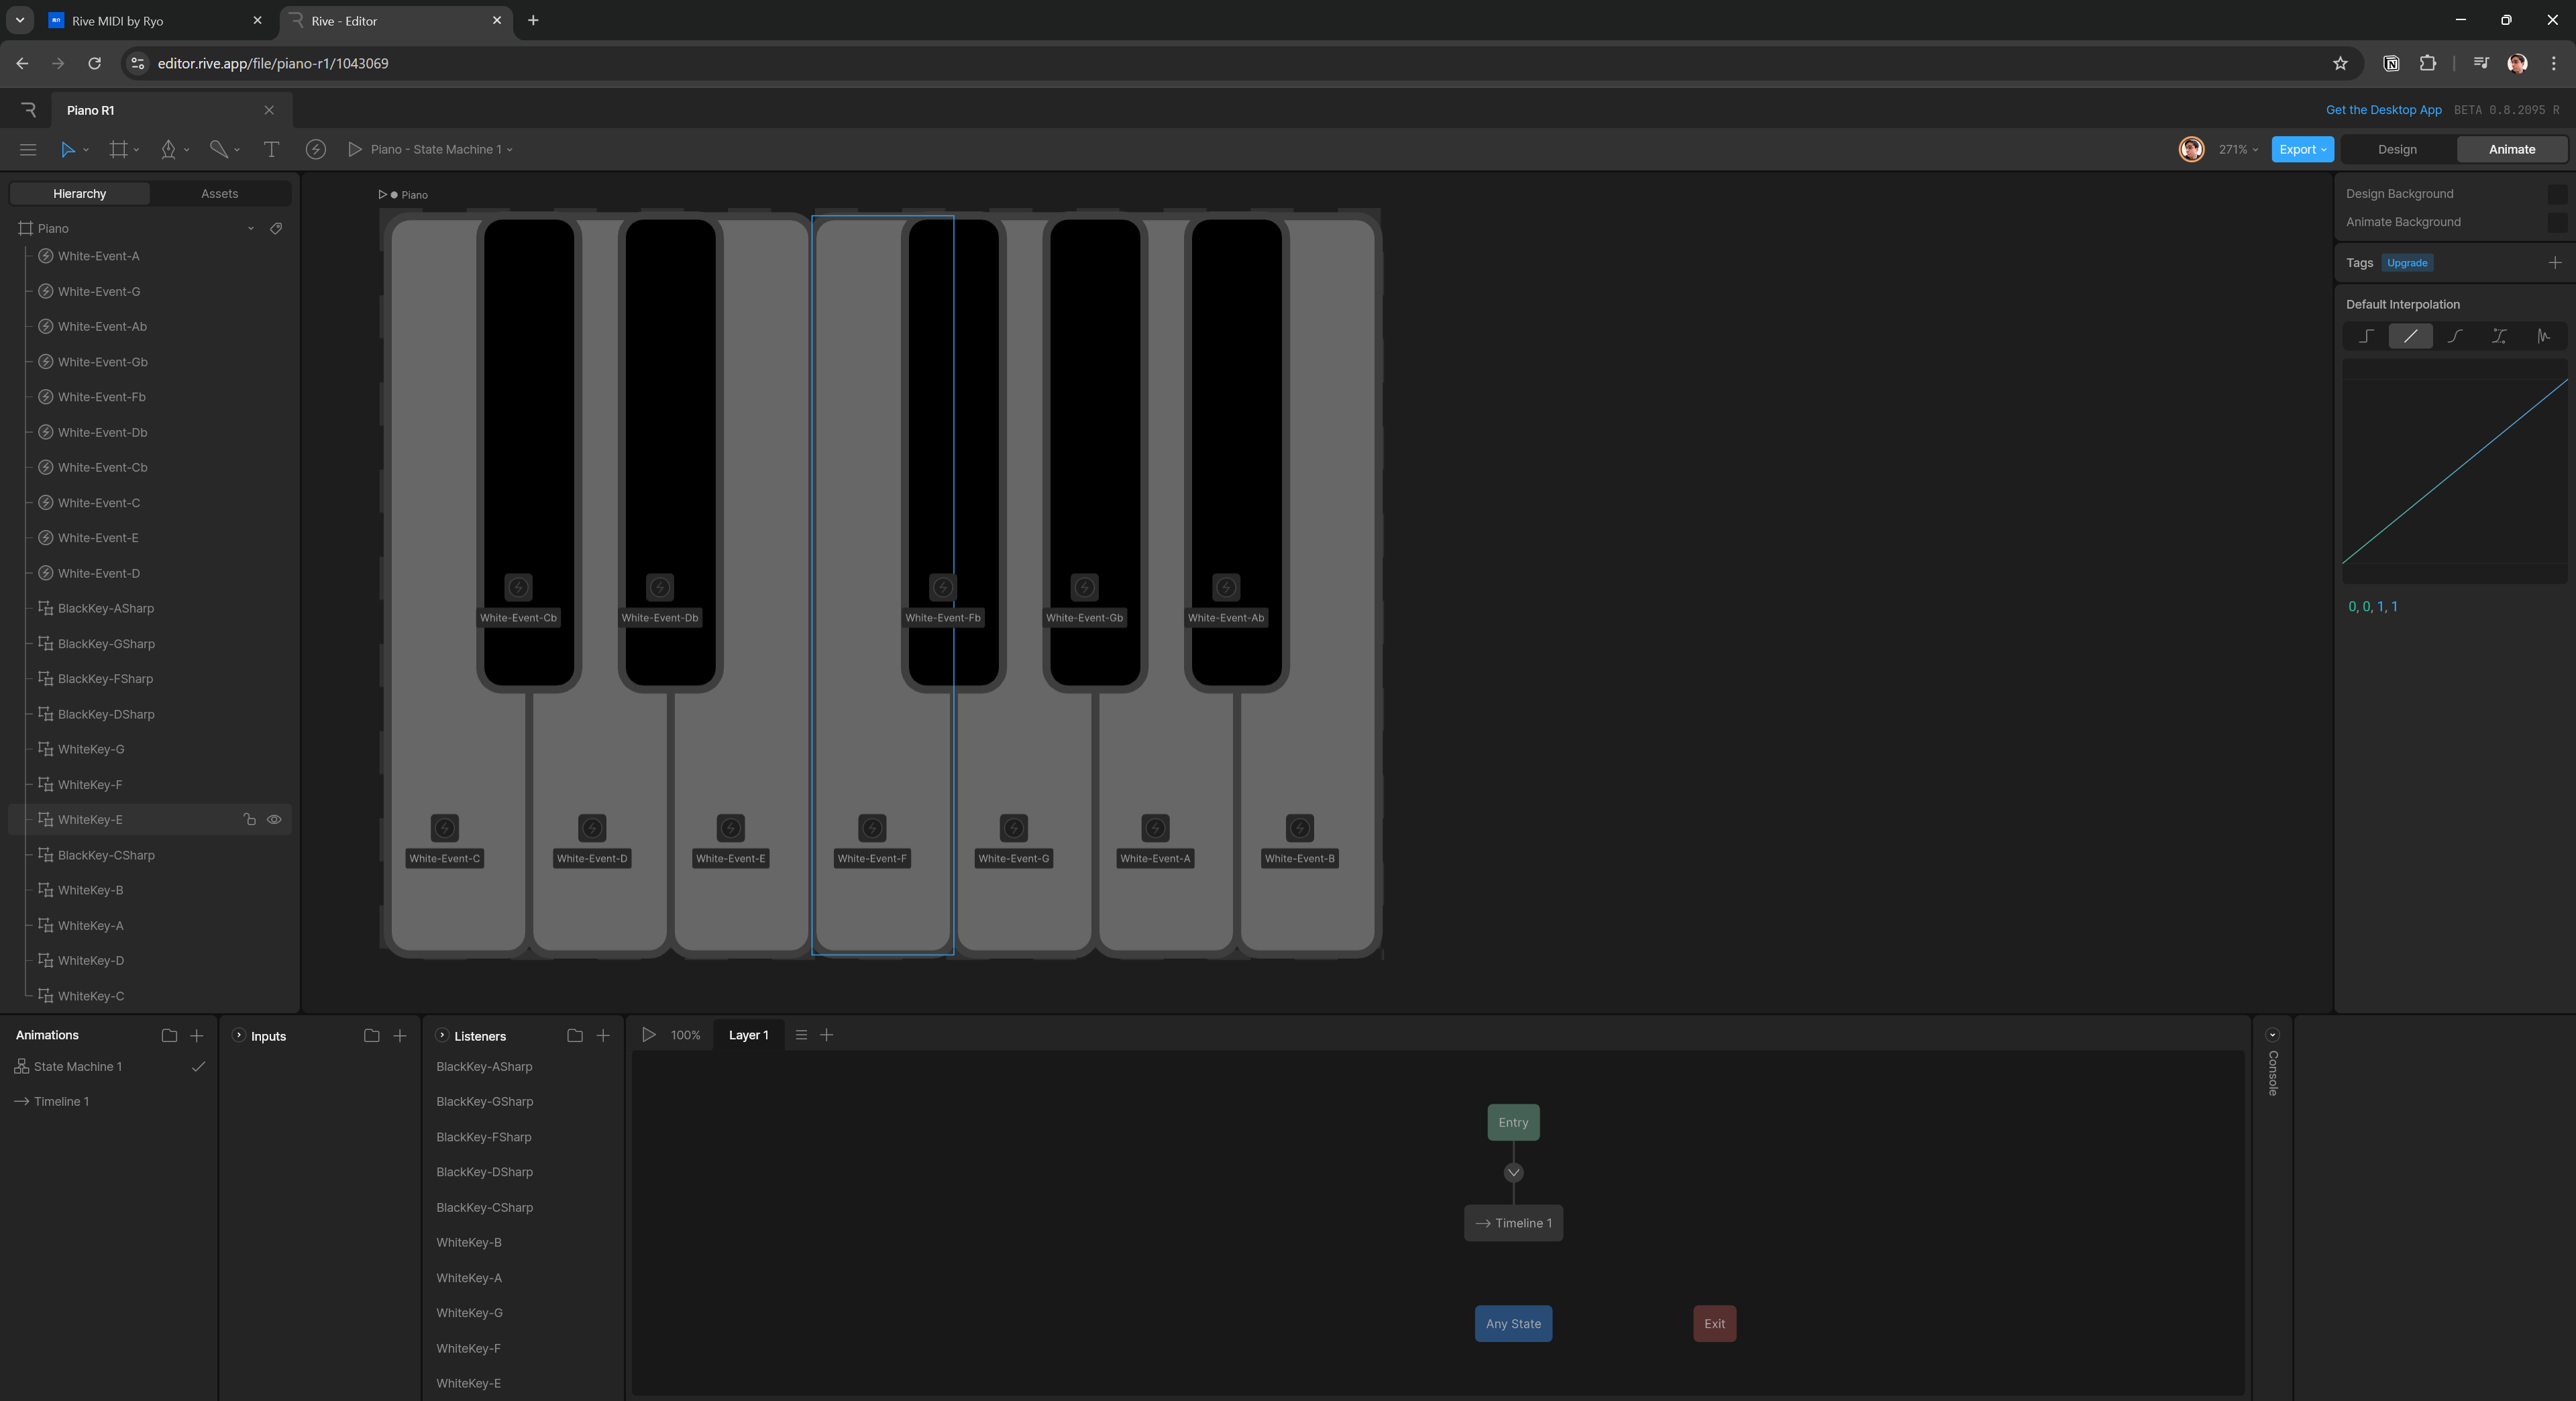 Rive MIDI by Ryo
Rive - Editor
editor.rive.app/file/piano-r1/1043069
Piano R1
Get the Desktop App
BETA 0.8.2095 R
Piano - State Machine 1
271%
Export
Design
Animate
Hierarchy
Assets
Piano
White-Event-A
White-Event-G
White-Event-Ab
White-Event-Gb
White-Event-Fb
White-Event-Db
White-Event-Cb
White-Event-C
White-Event-E
White-Event-D
BlackKey-ASharp
BlackKey-GSharp
BlackKey-FSharp
BlackKey-DSharp
WhiteKey-G
WhiteKey-F
WhiteKey-E
BlackKey-CSharp
WhiteKey-B
WhiteKey-A
WhiteKey-D
WhiteKey-C
Piano
White-Event-Cb
White-Event-Db
White-Event-Fb
White-Event-Gb
White-Event-Ab
White-Event-C
White-Event-D
White-Event-E
White-Event-F
White-Event-G
White-Event-A
White-Event-B
Design Background
Animate Background
Tags
Upgrade
Default Interpolation
0, 0, 1, 1
Animations
State Machine 1
Timeline 1
Inputs
Listeners
BlackKey-ASharp
BlackKey-GSharp
BlackKey-FSharp
BlackKey-DSharp
BlackKey-CSharp
WhiteKey-B
WhiteKey-A
WhiteKey-G
WhiteKey-F
WhiteKey-E
100%
Layer 1
Entry
Timeline 1
Any State
Exit
Console